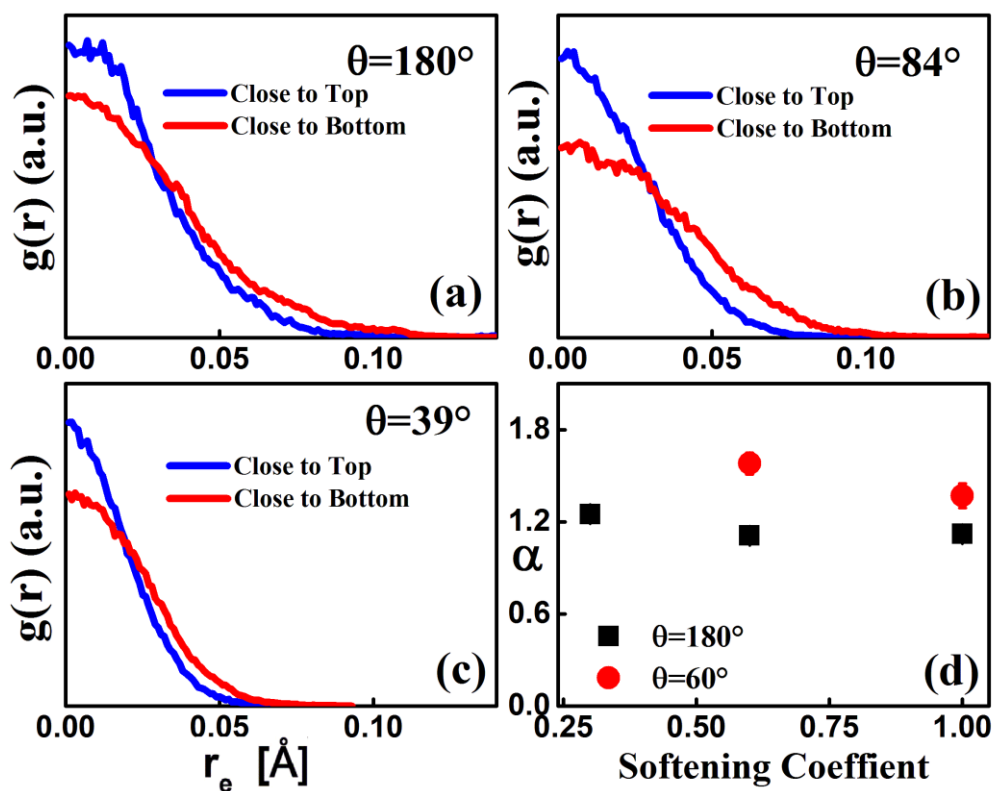 g(r) (a.u.)
θ=180°
Close to Top
Close to Bottom
(a)
0.00 0.05 0.10
g(r) (a.u.)
θ=84°
Close to Top
Close to Bottom
(b)
0.00 0.05 0.10
g(r) (a.u.)
θ=39°
Close to Top
Close to Bottom
(c)
0.00 0.05 0.10
r_e [Å]
α
1.8
1.2
0.6
0.0
θ=180°
θ=60°
(d)
0.25 0.50 0.75 1.00
Softening Coeffient